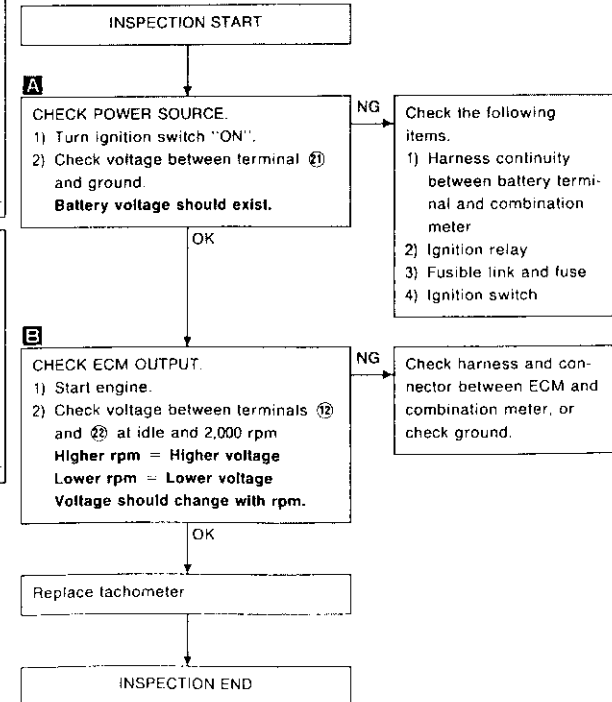 INSPECTION START
A
CHECK POWER SOURCE.
1) Turn ignition switch "ON".
2) Check voltage between terminal ㉑
and ground.
Battery voltage should exist.
NG
Check the following
items.
1) Harness continuity
between battery termi-
nal and combination
meter
2) Ignition relay
3) Fusible link and fuse
4) Ignition switch
OK
B
CHECK ECM OUTPUT.
1) Start engine.
2) Check voltage between terminals ⑫
and ㉒ at idle and 2,000 rpm
Higher rpm = Higher voltage
Lower rpm = Lower voltage
Voltage should change with rpm.
NG
Check harness and con-
nector between ECM and
combination meter, or
check ground.
OK
Replace tachometer
INSPECTION END